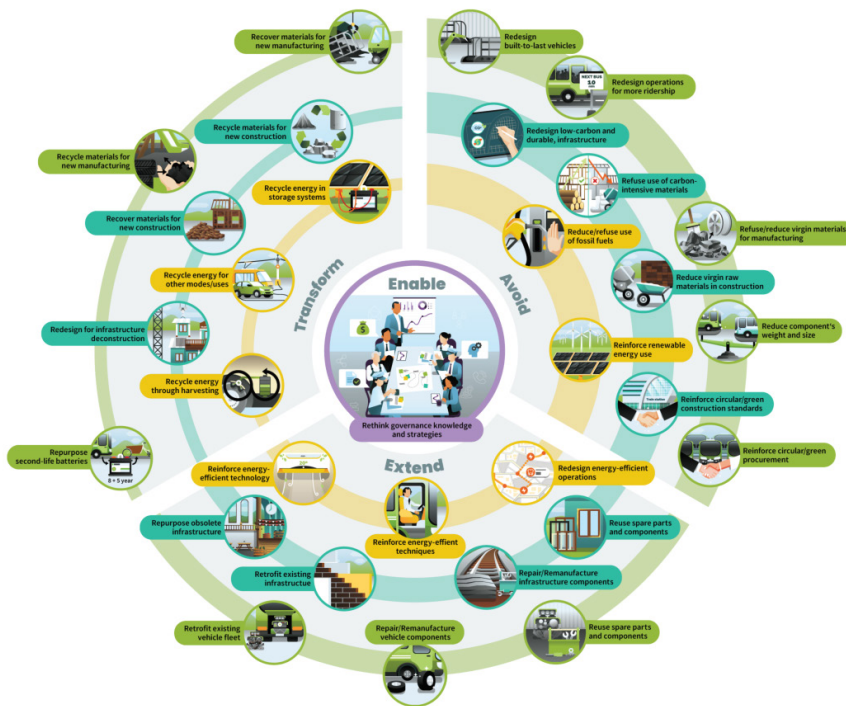 Recover materials for
new manufacturing
Redesign
built-to-last vehicles
NEXT BUS
10
Redesign operations
for more ridership
Recycle materials for
new construction
Redesign low-carbon and
durable, infrastructure
Recycle materials for
new manufacturing
Recycle energy in
storage systems
Refuse use of carbon-
intensive materials
Recover materials for
new construction
Reduce/refuse use
of fossil fuels
Refuse/reduce virgin materials
for manufacturing
Recycle energy for
other modes/uses
Transform
Enable
Avoid
Reduce virgin raw
materials in construction
Redesign for infrastructure
deconstruction
Reinforce renewable
energy use
Reduce component's
weight and size
Recycle energy
through harvesting
Reinforce circular/green
construction standards
Rethink governance knowledge
and strategies
Repurpose
second-life batteries
8 + 5 year
Reinforce energy-
efficient technology
Extend
Redesign energy-efficient
operations
Reinforce circular/green
procurement
Repurpose obsolete
infrastructure
Reinforce energy-effient
techniques
Reuse spare parts
and components
Retrofit existing
infrastructue
Repair/Remanufacture
infrastructure components
Retrofit existing
vehicle fleet
Repair/Remanufacture
vehicle components
Reuse spare parts
and components